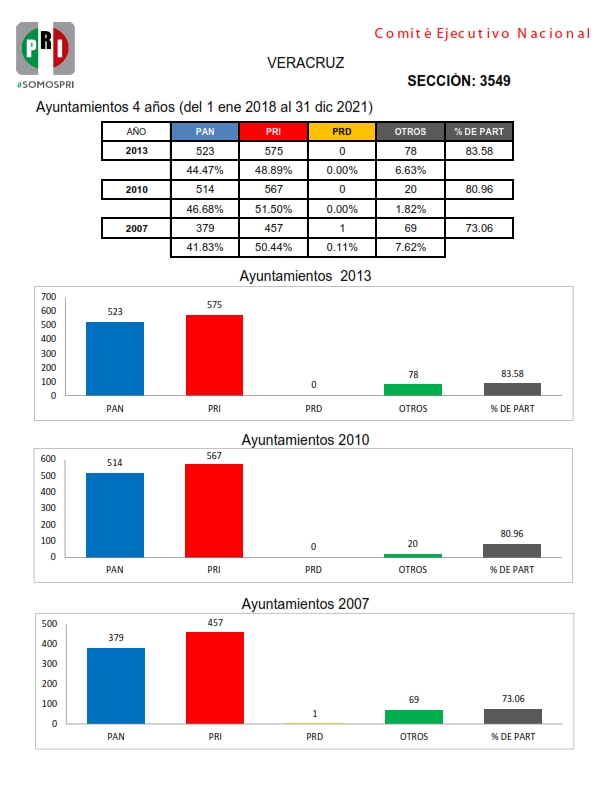 Comité Ejecutivo Nacional
PRI
#SOMOSPRI
VERACRUZ
SECCIÓN: 3549
Ayuntamientos 4 años (del 1 ene 2018 al 31 dic 2021)
AÑO PAN PRI PRD OTROS % DE PART
2013 523 575 0 78 83.58
44.47% 48.89% 0.00% 6.63%
2010 514 567 0 20 80.96
46.68% 51.50% 0.00% 1.82%
2007 379 457 1 69 73.06
41.83% 50.44% 0.11% 7.62%
Ayuntamientos 2013
700
600
500
400
300
200
100
0
523 575 0 78 83.58
PAN PRI PRD OTROS % DE PART
Ayuntamientos 2010
600
500
400
300
200
100
0
514 567 0 20 80.96
PAN PRI PRD OTROS % DE PART
Ayuntamientos 2007
500
400
300
200
100
0
379 457 1 69 73.06
PAN PRI PRD OTROS % DE PART